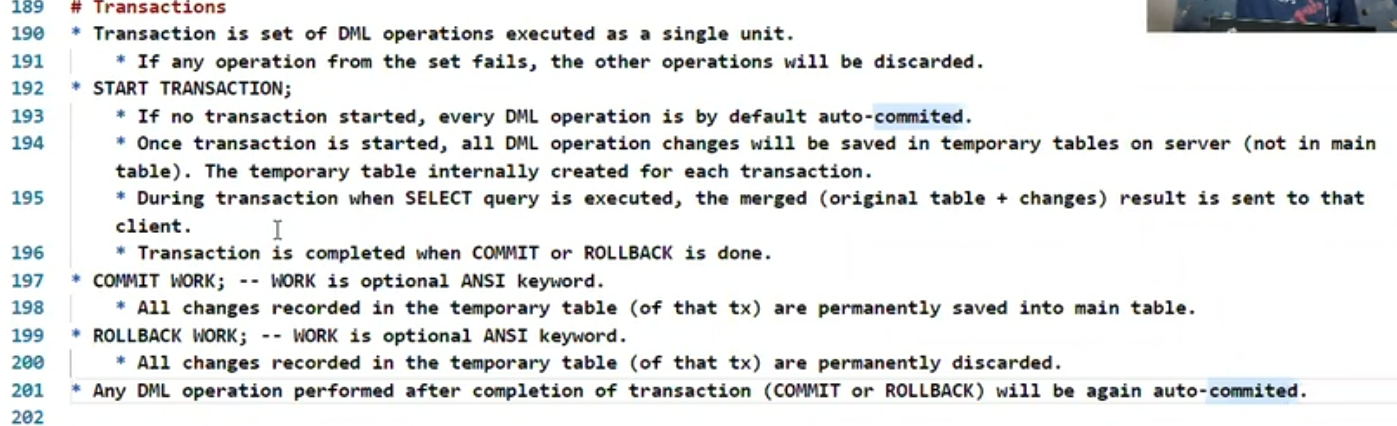 189 # Transactions
190 * Transaction is set of DML operations executed as a single unit.
191 * If any operation from the set fails, the other operations will be discarded.
192 * START TRANSACTION;
193 * If no transaction started, every DML operation is by default auto-commited.
194 * Once transaction is started, all DML operation changes will be saved in temporary tables on server (not in main
table). The temporary table internally created for each transaction.
195 * During transaction when SELECT query is executed, the merged (original table + changes) result is sent to that
client.
196 * Transaction is completed when COMMIT or ROLLBACK is done.
197 * COMMIT WORK; -- WORK is optional ANSI keyword.
198 * All changes recorded in the temporary table (of that tx) are permanently saved into main table.
199 * ROLLBACK WORK; -- WORK is optional ANSI keyword.
200 * All changes recorded in the temporary table (of that tx) are permanently discarded.
201 * Any DML operation performed after completion of transaction (COMMIT or ROLLBACK) will be again auto-commited.
202